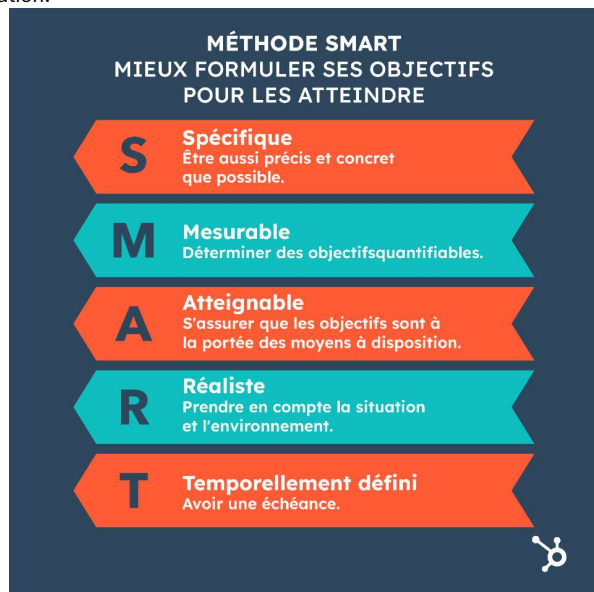 MÉTHODE SMART
MIEUX FORMULER SES OBJECTIFS
POUR LES ATTEINDRE
S
Spécifique
Être aussi précis et concret
que possible.
M
Mesurable
Déterminer des objectifsquantifiables.
A
Atteignable
S'assurer que les objectifs sont à
la portée des moyens à disposition.
R
Réaliste
Prendre en compte la situation
et l'environnement.
T
Temporellement défini
Avoir une échéance.